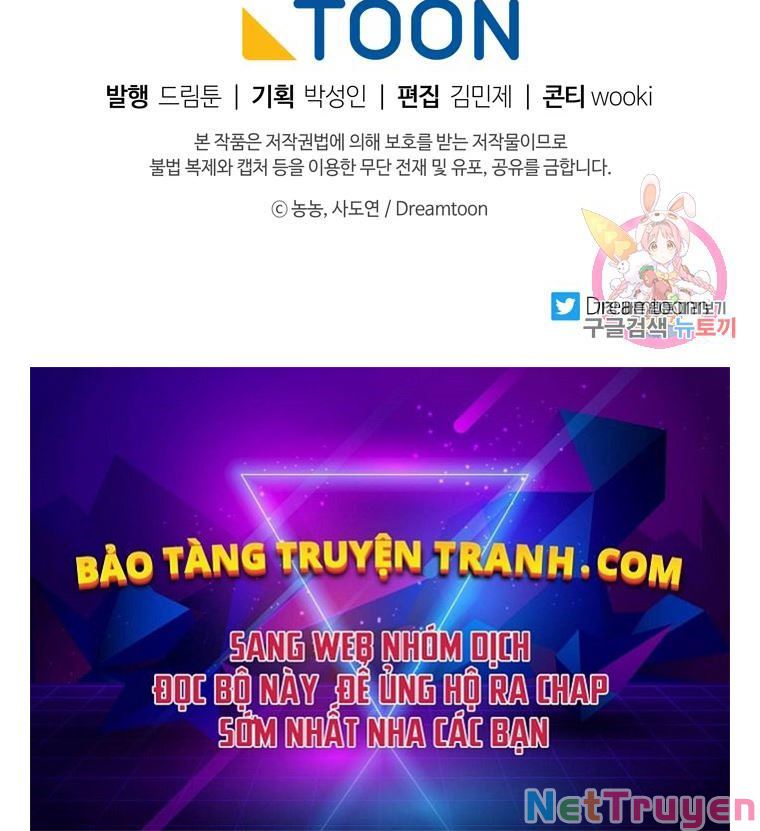 TOON
발행 드림툰 | 기획 박성인 | 편집 김민제 | 콘티 wooki
본 작품은 저작권법에 의해 보호를 받는 저작물이므로
불법 복제와 캡처 등을 이용한 무단 전재 및 유포, 공유를 금합니다.
ⓒ 농농, 사도연 / Dreamtoon
Dreamtoon
구글검색 뉴토끼
BẢO TÀNG TRUYỆN TRANH.COM
SANG WEB NHÓM DỊCH
ĐỌC BỘ NÀY ĐỂ ỦNG HỘ RA CHAP
SỚM NHẤT NHA CÁC BẠN
NetTruyen